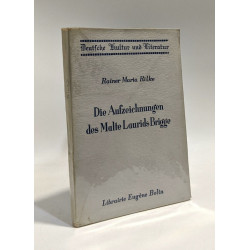 Deutsche Kultur und Literatur
Rainer Maria Rilke
Die Aufzeichnungen
des Malte Laurids Brigge
Librairie Eugène Belin